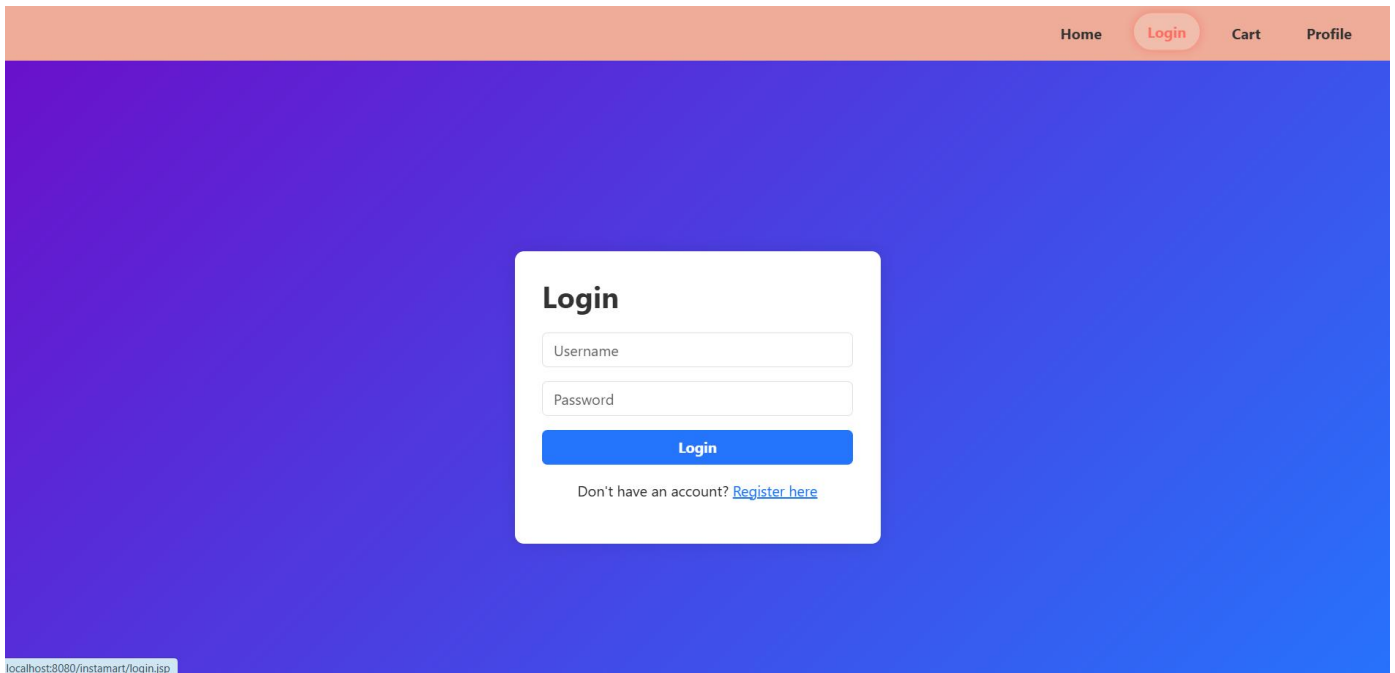 Home Login Cart Profile
Login
Username
Password
Login
Don't have an account? Register here
localhost:8080/instamart/login.jsp